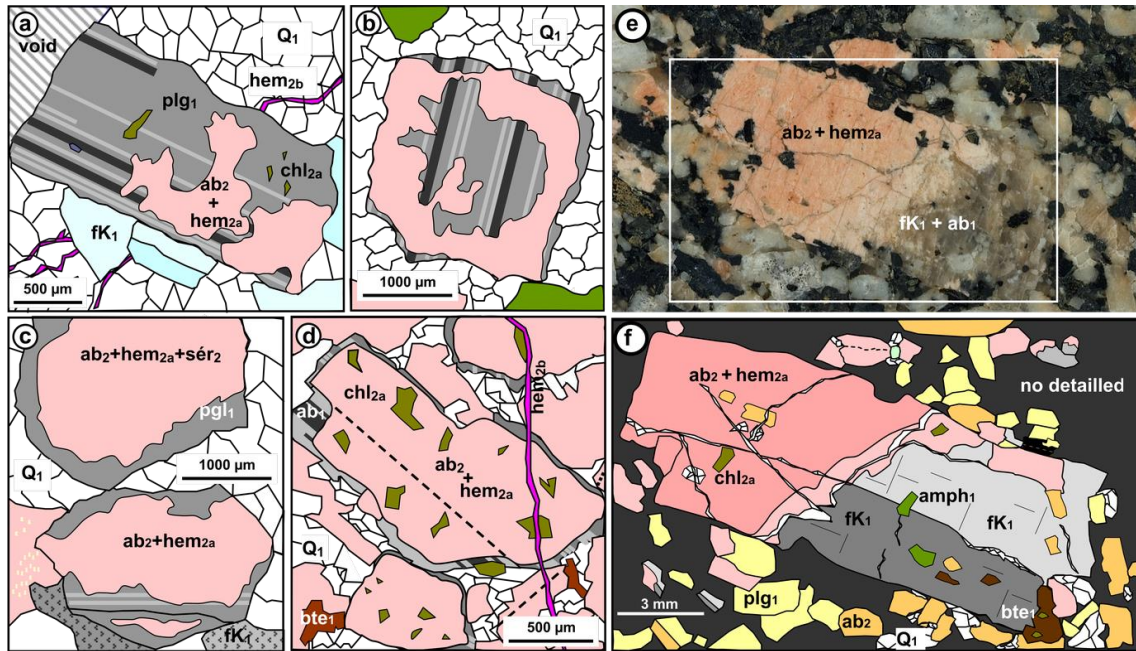 a
void
Q1
hem2b
plg1
chl2a
ab2
+
hem2a
fK1
500 µm
b
Q1
1000 µm
c
ab2+hem2a+sér2
pgl1
Q1
1000 µm
ab2+hem2a
fK1
d
chl2a
hem2b
ab1
ab2
+
hem2a
Q1
bte1
500 µm
e
ab2 + hem2a
fK1 + ab1
f
ab2 + hem2a
no detailled
chl2a
amph1
fK1
fK1
3 mm
plg1
bte1
ab2
Q1